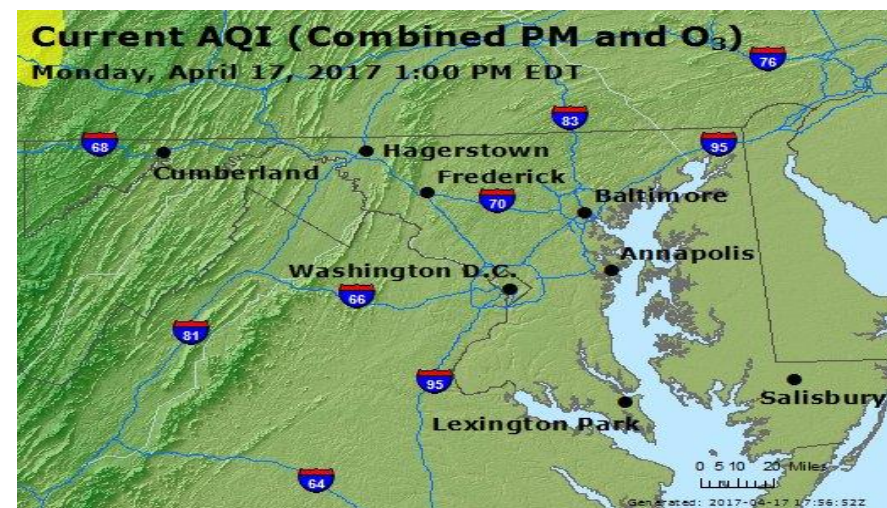 Current AQI (Combined PM and O₃)
Monday, April 17, 2017 1:00 PM EDT
76
83
68
95
Hagerstown
Cumberland
Frederick
70
Baltimore
Annapolis
Washington D.C.
66
81
95
Salisbury
Lexington Park
0 5 10 20 Miles
64
Generated: 2017-04-17 17:56:52Z